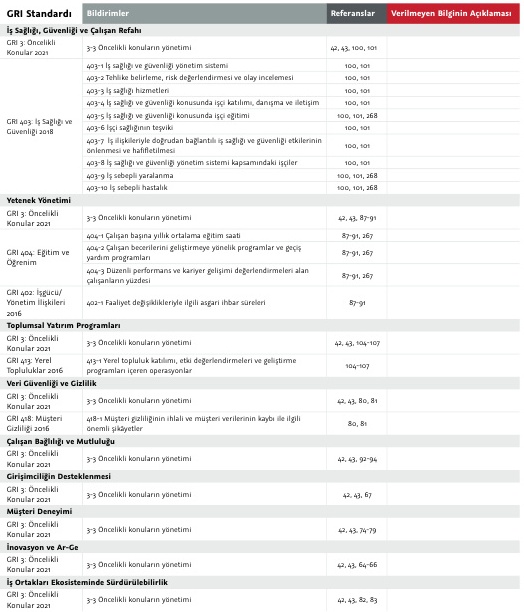 GRI Standardı Bildirimler Referanslar Verilmeyen Bilginin Açıklaması
İş Sağlığı, Güvenliği ve Çalışan Refahı
GRI 3: Öncelikli Konular 2021 3-3 Öncelikli konuların yönetimi 42, 43, 100, 101
GRI 403: İş Sağlığı ve Güvenliği 2018
403-1 İş sağlığı ve güvenliği yönetim sistemi 100, 101
403-2 Tehlike belirleme, risk değerlendirmesi ve olay incelemesi 100, 101
403-3 İş sağlığı hizmetleri 100, 101
403-4 İş sağlığı ve güvenliği konusunda işçi katılımı, danışma ve iletişim 100, 101
403-5 İş sağlığı ve güvenliği konusunda işçi eğitimi 100, 101, 268
403-6 İşçi sağlığının teşviki 100, 101
403-7 İş ilişkileriyle doğrudan bağlantılı iş sağlığı ve güvenliği etkilerinin
önlenmesi ve hafifletilmesi 100, 101
403-8 İş sağlığı ve güvenliği yönetim sistemi kapsamındaki işçiler 100, 101
403-9 İş sebepli yaralanma 100, 101, 268
403-10 İş sebepli hastalık 100, 101, 268
Yetenek Yönetimi
GRI 3: Öncelikli Konular 2021 3-3 Öncelikli konuların yönetimi 42, 43, 87-91
GRI 404: Eğitim ve Öğrenim
404-1 Çalışan başına yıllık ortalama eğitim saati 87-91, 267
404-2 Çalışan becerilerini geliştirmeye yönelik programlar ve geçiş
yardım programları 87-91, 267
404-3 Düzenli performans ve kariyer gelişimi değerlendirmeleri alan
çalışanların yüzdesi 87-91, 267
GRI 402: İşgücü/ Yönetim İlişkileri 2016 402-1 Faaliyet değişiklikleriyle ilgili asgari ihbar süreleri 87-91
Toplumsal Yatırım Programları
GRI 3: Öncelikli Konular 2021 3-3 Öncelikli konuların yönetimi 42, 43, 104-107
GRI 413: Yerel Topluluklar 2016 413-1 Yerel topluluk katılımı, etki değerlendirmeleri ve geliştirme
programları içeren operasyonlar 104-107
Veri Güvenliği ve Gizlilik
GRI 3: Öncelikli Konular 2021 3-3 Öncelikli konuların yönetimi 42, 43, 80, 81
GRI 418: Müşteri Gizliliği 2016 418-1 Müşteri gizliliğinin ihlali ve müşteri verilerinin kaybı ile ilgili
önemli şikâyetler 80, 81
Çalışan Bağlılığı ve Mutluluğu
GRI 3: Öncelikli Konular 2021 3-3 Öncelikli konuların yönetimi 42, 43, 92-94
Girişimciliğin Desteklenmesi
GRI 3: Öncelikli Konular 2021 3-3 Öncelikli konuların yönetimi 42, 43, 67
Müşteri Deneyimi
GRI 3: Öncelikli Konular 2021 3-3 Öncelikli konuların yönetimi 42, 43, 74-79
İnovasyon ve Ar-Ge
GRI 3: Öncelikli Konular 2021 3-3 Öncelikli konuların yönetimi 42, 43, 64-66
İş Ortakları Ekosisteminde Sürdürülebilirlik
GRI 3: Öncelikli Konular 2021 3-3 Öncelikli konuların yönetimi 42, 43, 82, 83